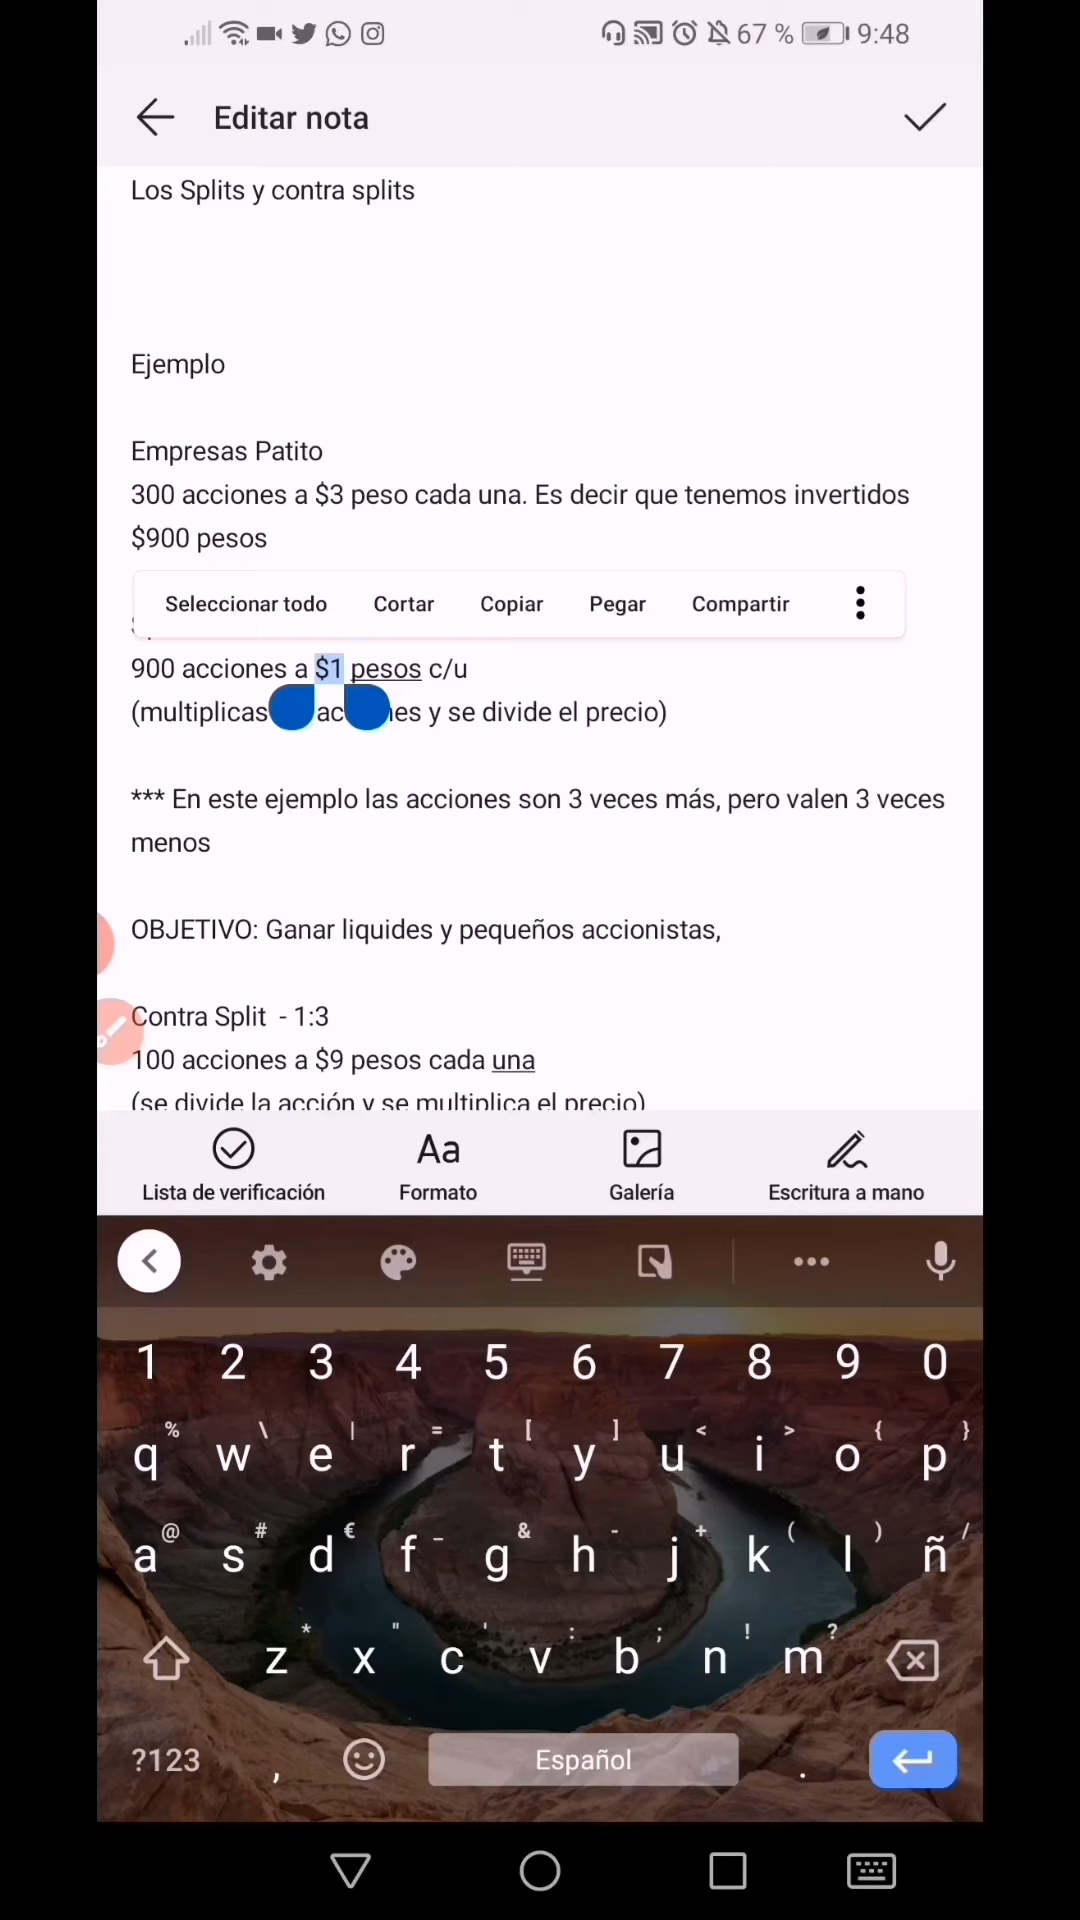 67 % 9:48
Editar nota
Los Splits y contra splits
Ejemplo
Empresas Patito
300 acciones a $3 peso cada una. Es decir que tenemos invertidos
$900 pesos
Seleccionar todo Cortar Copiar Pegar Compartir
900 acciones a $1 pesos c/u
(multiplicas y se divide el precio)
*** En este ejemplo las acciones son 3 veces más, pero valen 3 veces
menos
OBJETIVO: Ganar liquides y pequeños accionistas,
Contra Split - 1:3
100 acciones a $9 pesos cada una
(se divide la acción y se multiplica el precio)
Lista de verificación Formato Galería Escritura a mano
Aa
1 2 3 4 5 6 7 8 9 0
% \ | = [ ] < > { }
q w e r t y u i o p
@ # € _ & - + ( ) /
a s d f g h j k l ñ
* " ' : ; ! ?
z x c v b n m
?123 , Español .